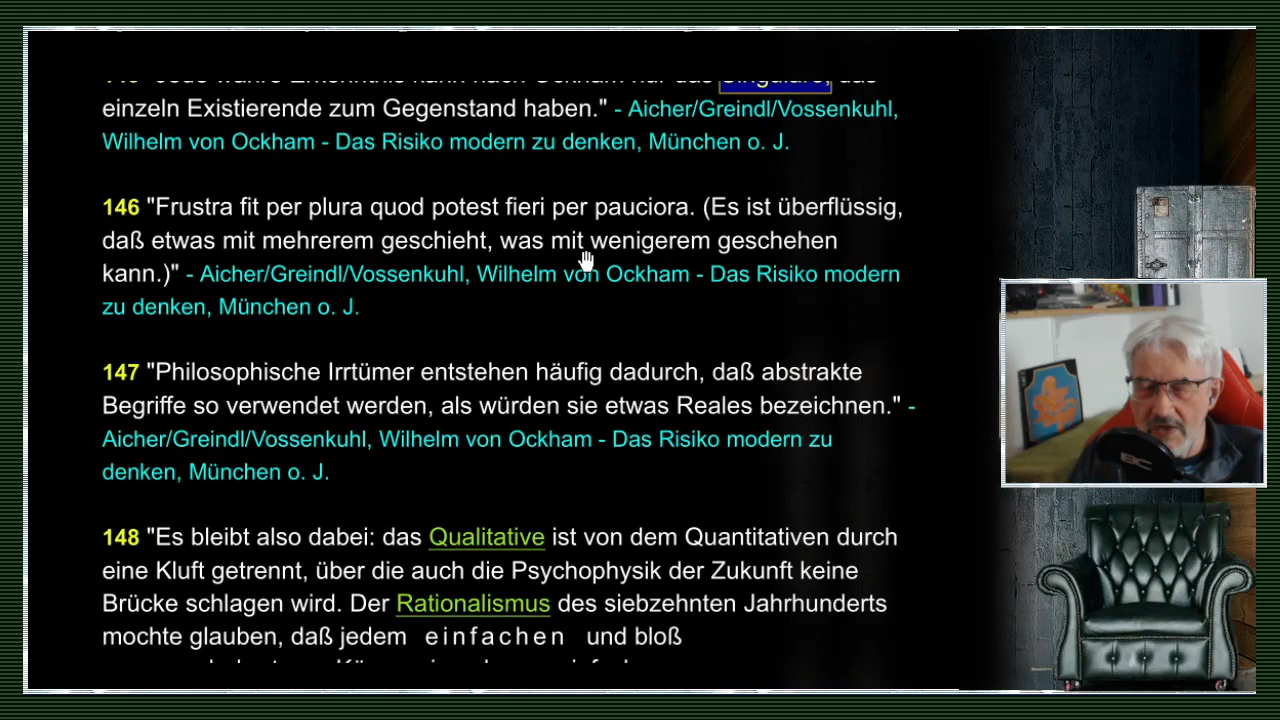 einzeln Existierende zum Gegenstand haben." - Aicher/Greindl/Vossenkuhl,
Wilhelm von Ockham - Das Risiko modern zu denken, München o. J.
146 "Frustra fit per plura quod potest fieri per pauciora. (Es ist überflüssig,
daß etwas mit mehrerem geschieht, was mit wenigerem geschehen
kann.)" - Aicher/Greindl/Vossenkuhl, Wilhelm von Ockham - Das Risiko modern
zu denken, München o. J.
147 "Philosophische Irrtümer entstehen häufig dadurch, daß abstrakte
Begriffe so verwendet werden, als würden sie etwas Reales bezeichnen." -
Aicher/Greindl/Vossenkuhl, Wilhelm von Ockham - Das Risiko modern zu
denken, München o. J.
148 "Es bleibt also dabei: das Qualitative ist von dem Quantitativen durch
eine Kluft getrennt, über die auch die Psychophysik der Zukunft keine
Brücke schlagen wird. Der Rationalismus des siebzehnten Jahrhunderts
mochte glauben, daß jedem einfachen und bloß